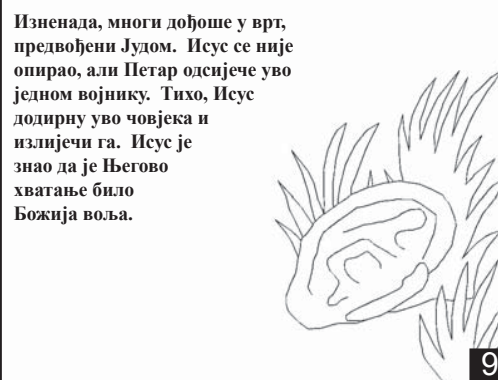 Изненада, многи дођоше у врт,
предвођени Јудом.  Исус се није
опирао, али Петар одсијече уво
једном војнику.  Тихо, Исус
додирну уво човјека и
излијечи га.  Исус је
знао да је Његово
хватање било
Божија воља.
9